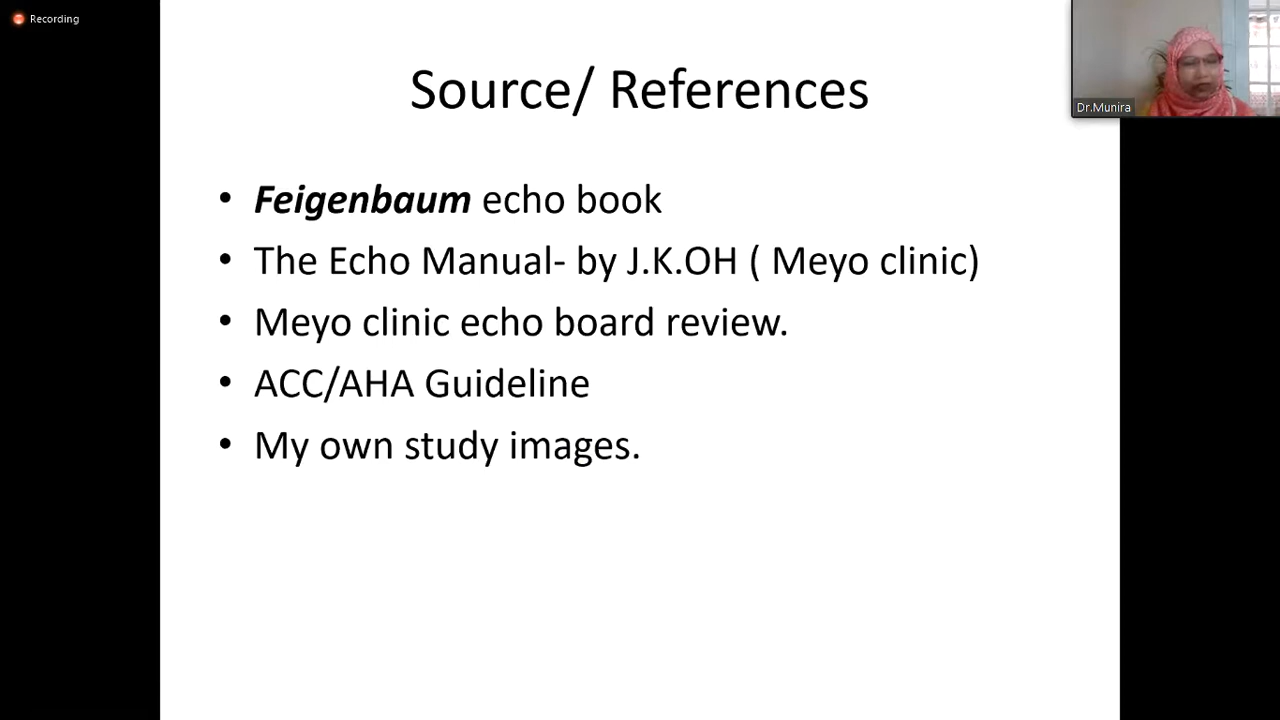 Recording
Source/ References
Dr.Munira
• Feigenbaum echo book
• The Echo Manual- by J.K.OH ( Meyo clinic)
• Meyo clinic echo board review.
• ACC/AHA Guideline
• My own study images.